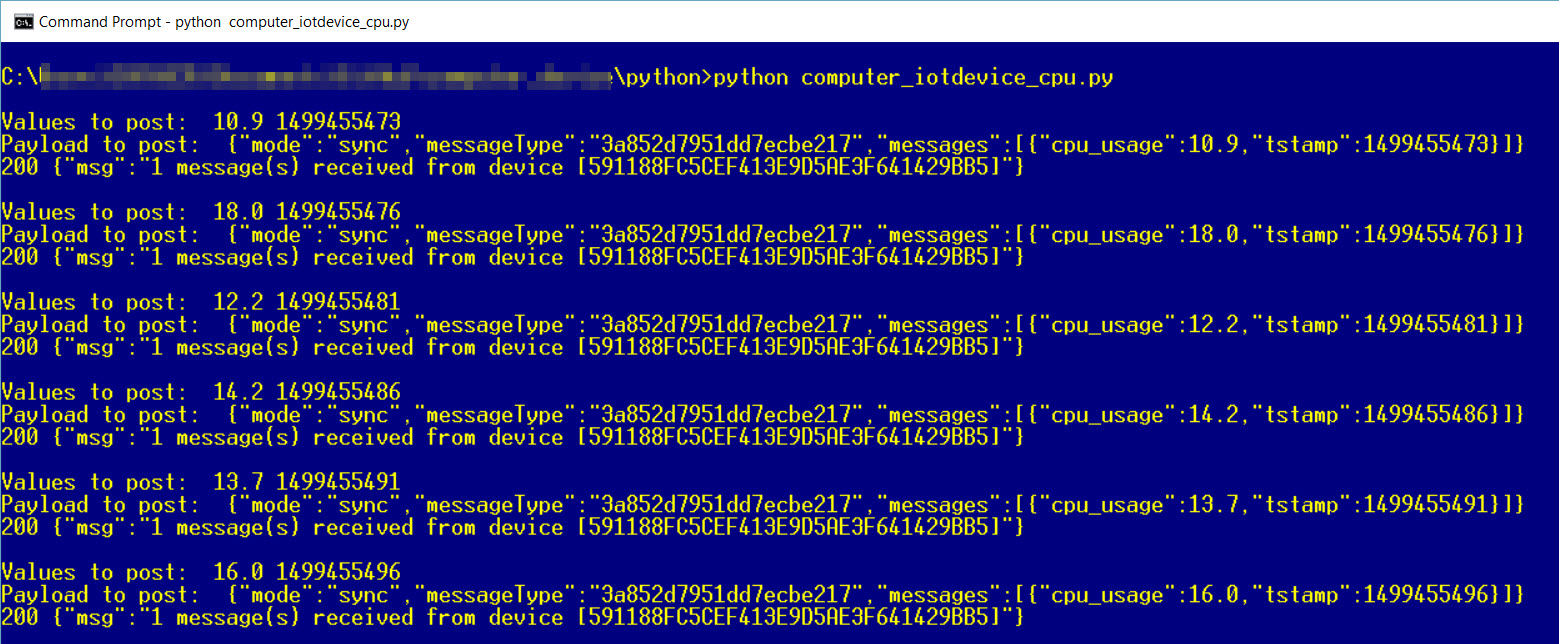 Command Prompt - python  computer_iotdevice_cpu.py
C:\ \python>python computer_iotdevice_cpu.py
Values to post:  10.9 1499455473
Payload to post:  {"mode":"sync","messageType":"3a852d7951dd7ecbe217","messages":[{"cpu_usage":10.9,"tstamp":1499455473}]}
200 {"msg":"1 message(s) received from device [591188FC5CEF413E9D5AE3F641429BB5]"}
Values to post:  18.0 1499455476
Payload to post:  {"mode":"sync","messageType":"3a852d7951dd7ecbe217","messages":[{"cpu_usage":18.0,"tstamp":1499455476}]}
200 {"msg":"1 message(s) received from device [591188FC5CEF413E9D5AE3F641429BB5]"}
Values to post:  12.2 1499455481
Payload to post:  {"mode":"sync","messageType":"3a852d7951dd7ecbe217","messages":[{"cpu_usage":12.2,"tstamp":1499455481}]}
200 {"msg":"1 message(s) received from device [591188FC5CEF413E9D5AE3F641429BB5]"}
Values to post:  14.2 1499455486
Payload to post:  {"mode":"sync","messageType":"3a852d7951dd7ecbe217","messages":[{"cpu_usage":14.2,"tstamp":1499455486}]}
200 {"msg":"1 message(s) received from device [591188FC5CEF413E9D5AE3F641429BB5]"}
Values to post:  13.7 1499455491
Payload to post:  {"mode":"sync","messageType":"3a852d7951dd7ecbe217","messages":[{"cpu_usage":13.7,"tstamp":1499455491}]}
200 {"msg":"1 message(s) received from device [591188FC5CEF413E9D5AE3F641429BB5]"}
Values to post:  16.0 1499455496
Payload to post:  {"mode":"sync","messageType":"3a852d7951dd7ecbe217","messages":[{"cpu_usage":16.0,"tstamp":1499455496}]}
200 {"msg":"1 message(s) received from device [591188FC5CEF413E9D5AE3F641429BB5]"}